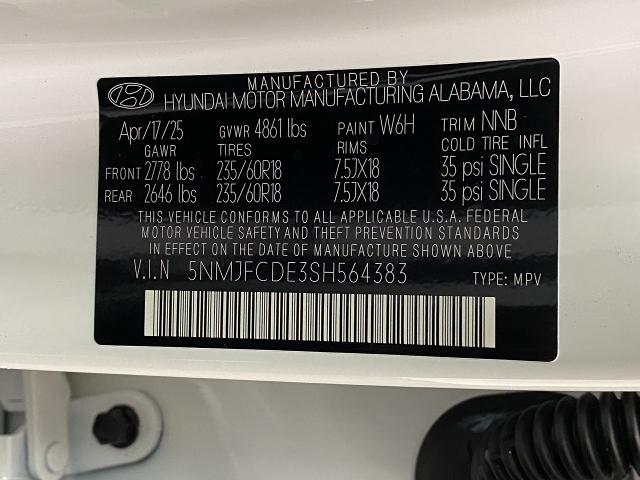 MANUFACTURED BY
HYUNDAI MOTOR MANUFACTURING ALABAMA, LLC
Apr/17/25 GVWR 4861 lbs PAINT W6H TRIM NNB
GAWR TIRES RIMS COLD TIRE INFL
FRONT 2778 lbs 235/60R18 7.5JX18 35 psi SINGLE
REAR 2646 lbs 235/60R18 7.5JX18 35 psi SINGLE
THIS VEHICLE CONFORMS TO ALL APPLICABLE U.S.A. FEDERAL
MOTOR VEHICLE SAFETY AND THEFT PREVENTION STANDARDS
IN EFFECT ON THE DATE OF MANUFACTURE SHOWN ABOVE.
V.I.N 5NMJFCDE3SH564383 TYPE: MPV